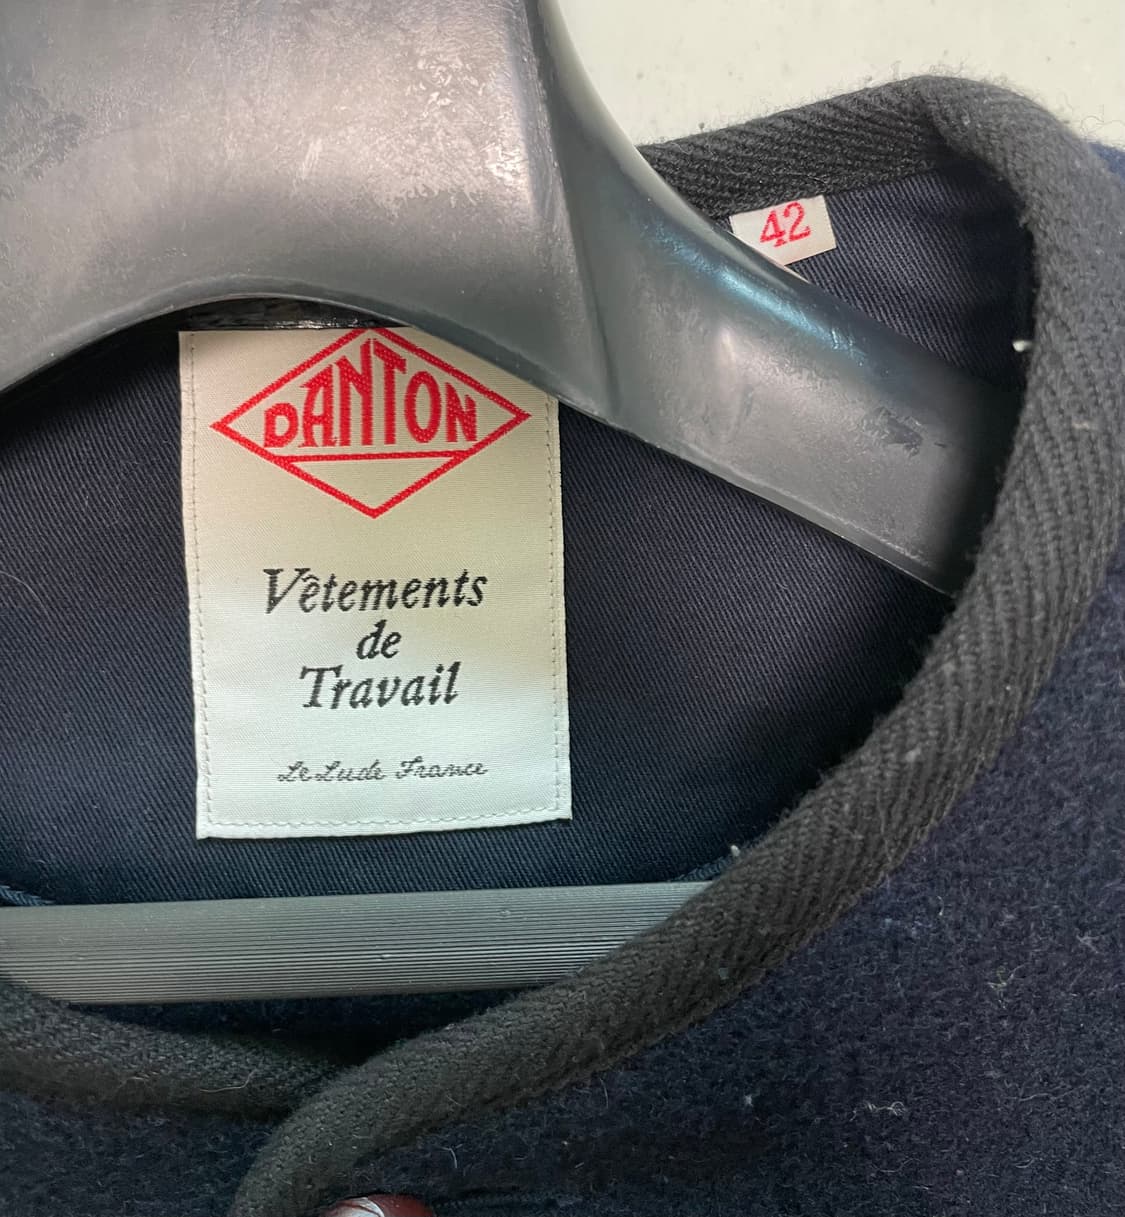 42
DANTON
Vêtements
de
Travail
Le Lude France